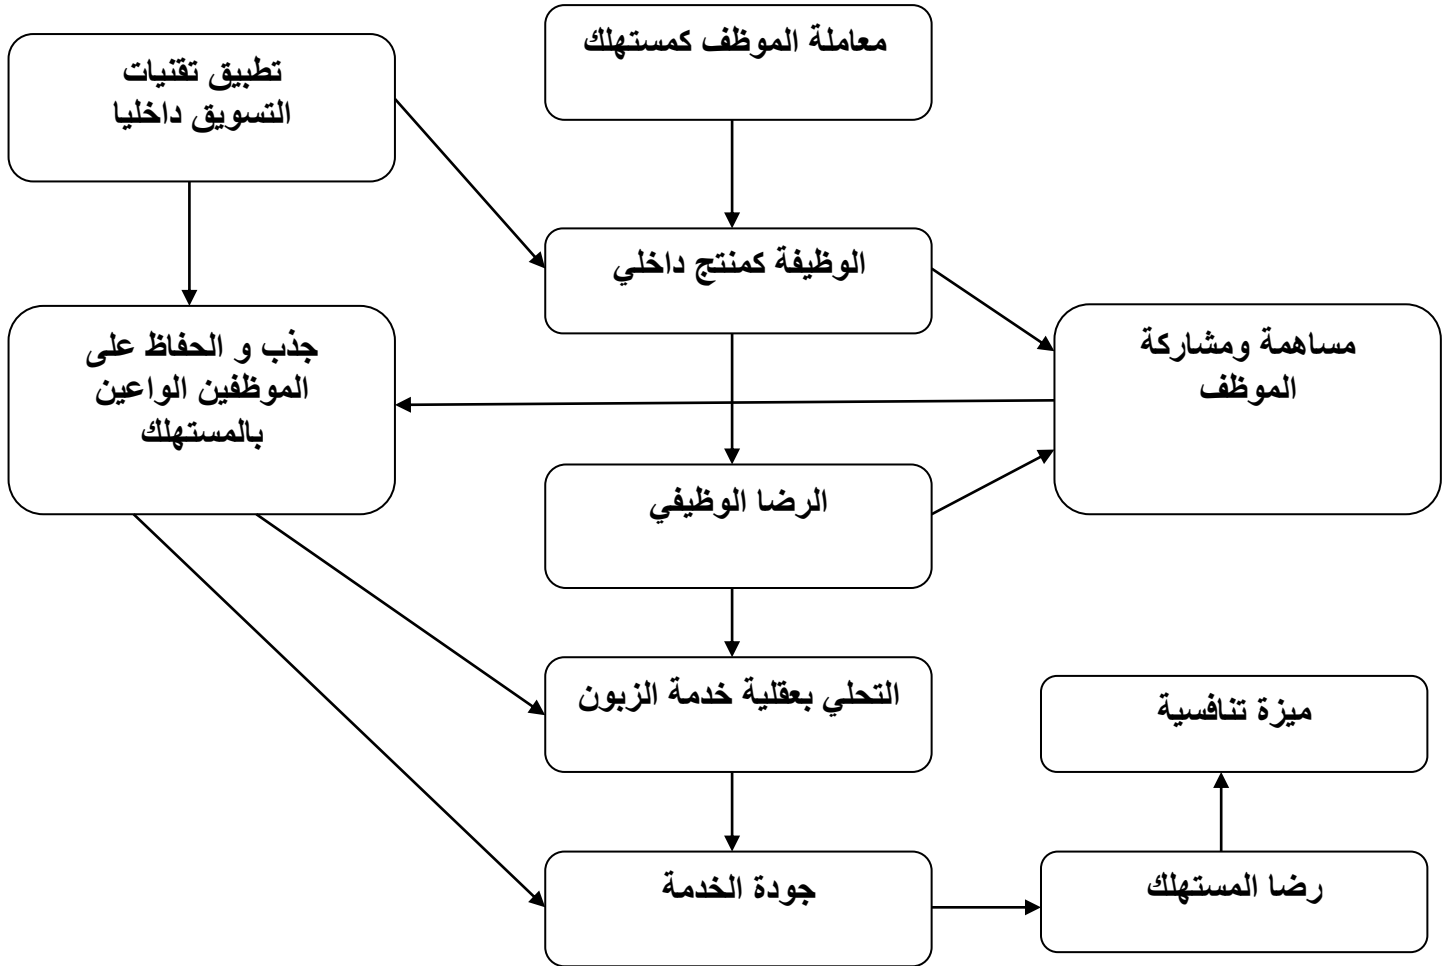 معاملة الموظف كمستهلك
تطبيق تقنيات
التسويق داخليا
الوظيفة كمنتج داخلي
مساهمة ومشاركة
الموظف
جذب و الحفاظ على
الموظفين الواعين
بالمستهلك
الرضا الوظيفي
التحلي بعقلية خدمة الزبون
ميزة تنافسية
جودة الخدمة
رضا المستهلك